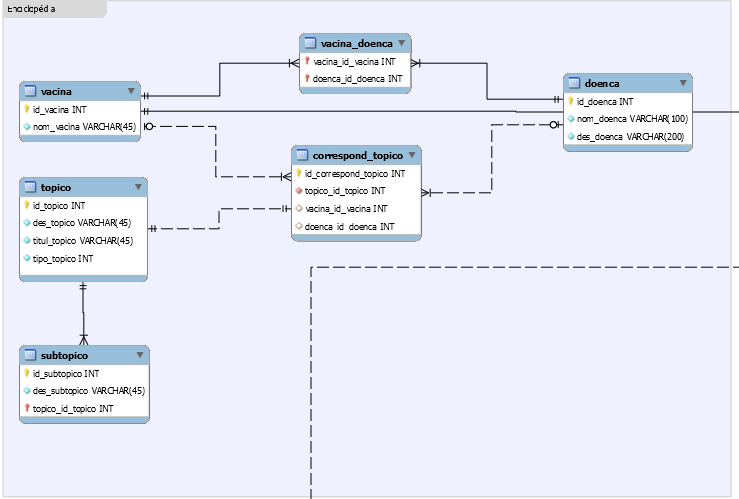 Enciclopédia
vacina_doenca
vacina_id_vacina INT
doenca_id_doenca INT
vacina
id_vacina INT
nom_vacina VARCHAR(45)
doenca
id_doenca INT
nom_doenca VARCHAR(100)
des_doenca VARCHAR(200)
correspond_topico
id_correspond_topico INT
topico_id_topico INT
vacina_id_vacina INT
doenca_id_doenca INT
topico
id_topico INT
des_topico VARCHAR(45)
titul_topico VARCHAR(45)
tipo_topico INT
subtopico
id_subtopico INT
des_subtopico VARCHAR(45)
topico_id_topico INT